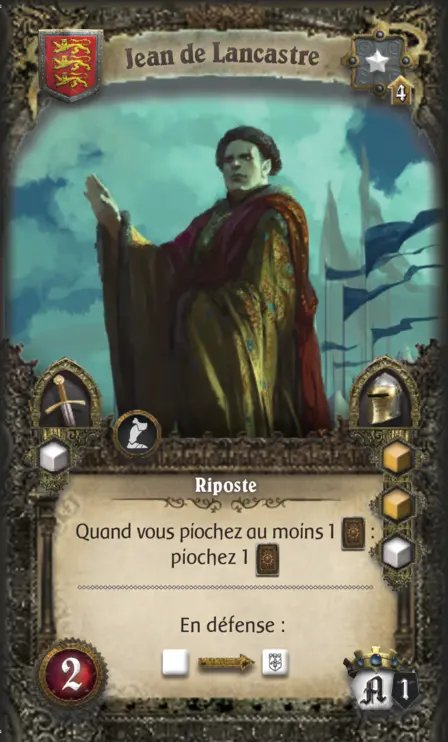 Jean de Lancastre
4
Riposte
Quand vous piochez au moins 1 :
piochez 1
En défense :
2
A 1